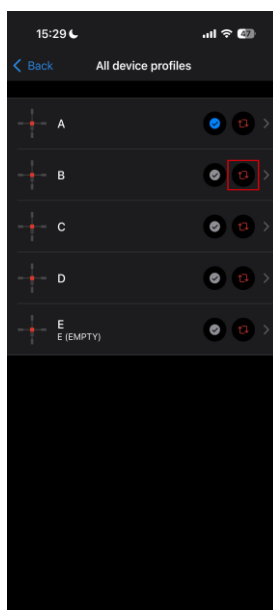 15:29
47
Back
All device profiles
A
B
C
D
E
E (EMPTY)